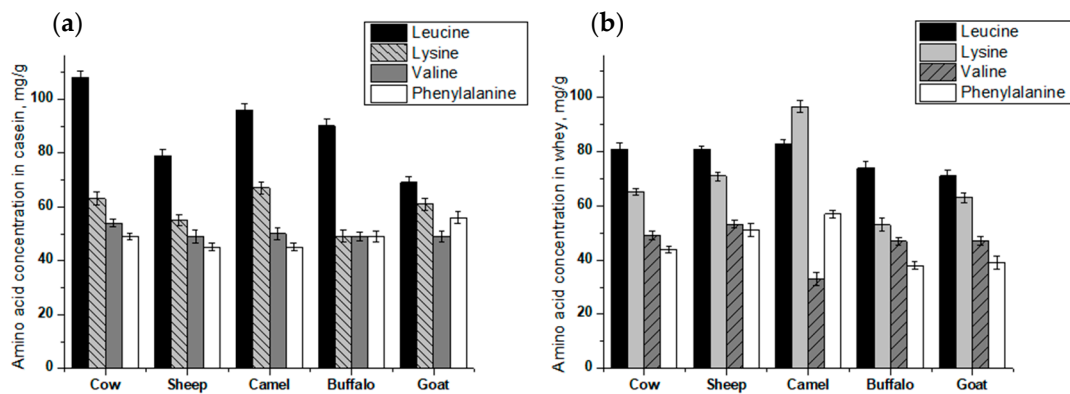 (a)
Leucine
Lysine
Valine
Phenylalanine
Amino acid concentration in casein, mg/g
100
80
60
40
20
0
Cow Sheep Camel Buffalo Goat
(b)
Leucine
Lysine
Valine
Phenylalanine
Amino acid concentration in whey, mg/g
100
80
60
40
20
0
Cow Sheep Camel Buffalo Goat